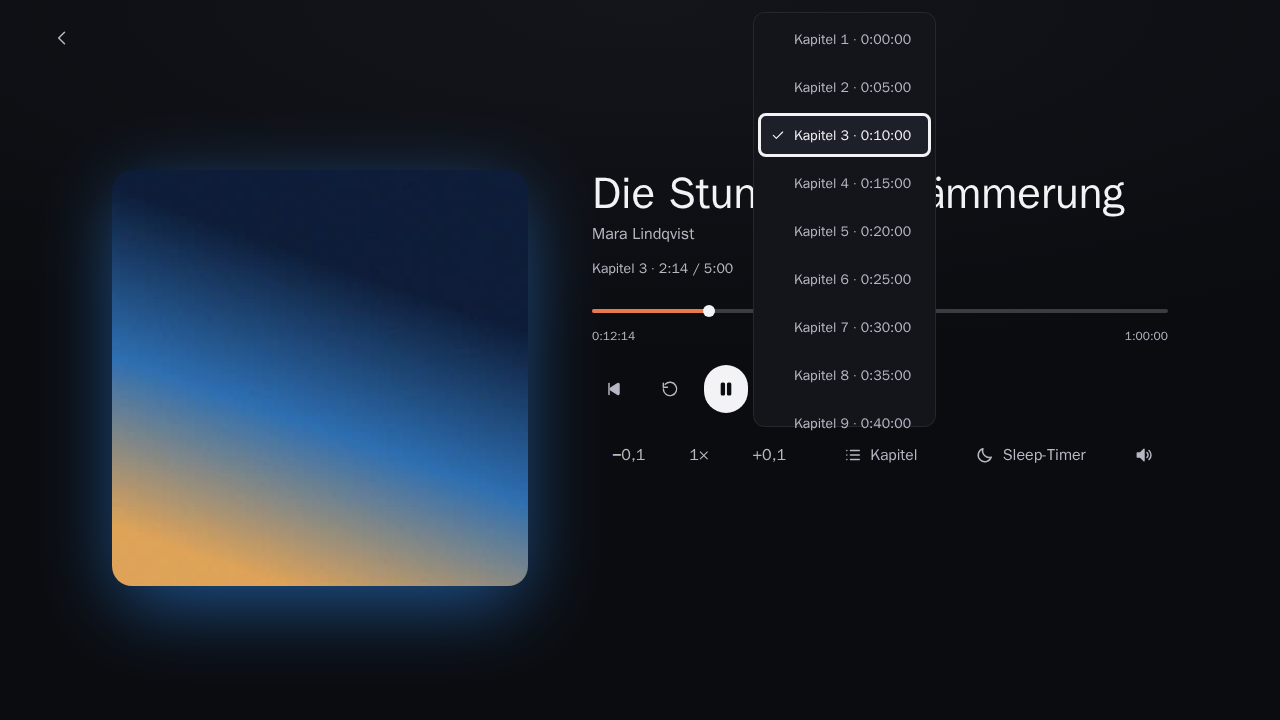 Kapitel 1 · 0:00:00
Kapitel 2 · 0:05:00
Kapitel 3 · 0:10:00
Kapitel 4 · 0:15:00
Kapitel 5 · 0:20:00
Kapitel 6 · 0:25:00
Kapitel 7 · 0:30:00
Kapitel 8 · 0:35:00
Kapitel 9 · 0:40:00
Die Stun ämmerung
Mara Lindqvist
Kapitel 3 · 2:14 / 5:00
0:12:14 1:00:00
−0,1 1× +0,1 Kapitel Sleep-Timer